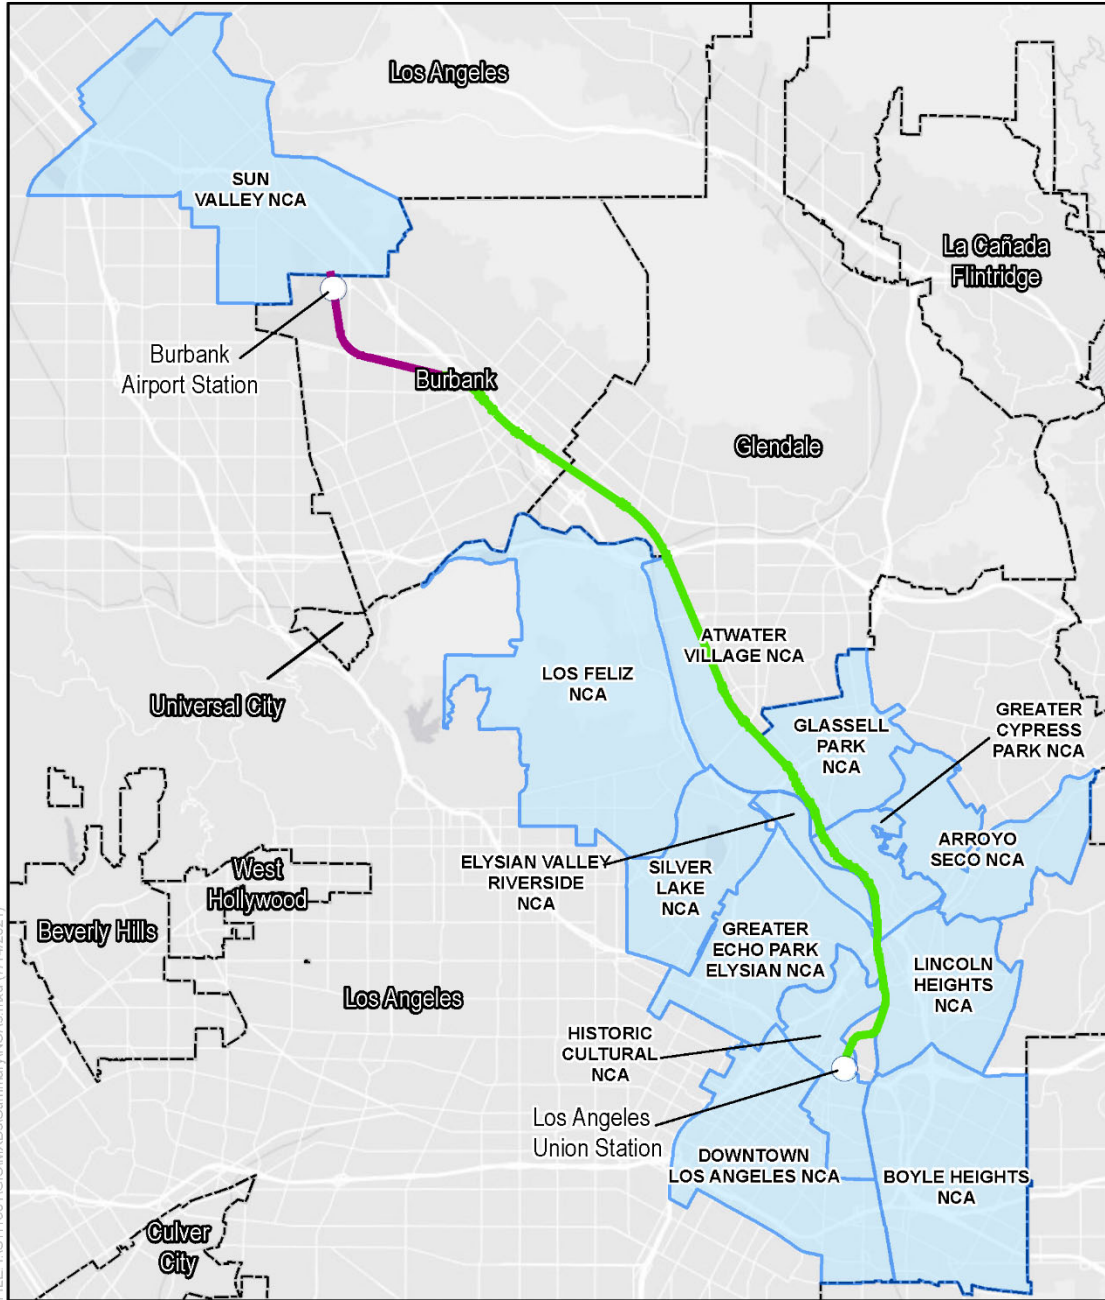 Los Angeles
SUN
VALLEY NCA
La Cañada
Flintridge
Burbank
Airport Station
Burbank
Glendale
ATWATER
VILLAGE NCA
LOS FELIZ
NCA
Universal City
GLASSELL
PARK
NCA
GREATER
CYPRESS
PARK NCA
ARROYO
SECO NCA
ELYSIAN VALLEY
RIVERSIDE
NCA
SILVER
LAKE
NCA
West
Hollywood
Beverly Hills
GREATER
ECHO PARK
ELYSIAN NCA
LINCOLN
HEIGHTS
NCA
Los Angeles
HISTORIC
CULTURAL
NCA
Los Angeles
Union Station
DOWNTOWN
LOS ANGELES NCA
BOYLE HEIGHTS
NCA
Culver
City